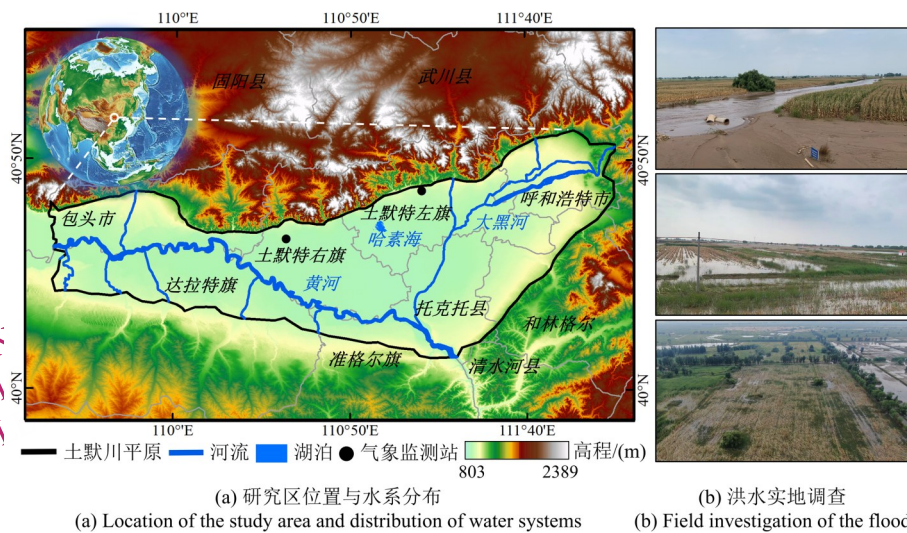 110°E
110°50'E
111°40'E
固阳县
武川县
40°50'N
40°50'N
包头市
土默特左旗
呼和浩特市
哈素海
大黑河
土默特右旗
达拉特旗
黄河
托克托县
和林格尔
准格尔旗
清水河县
40°N
40°N
110°E
110°50'E
111°40'E
土默川平原
河流
湖泊
气象监测站
高程/(m)
803
2389
(a) 研究区位置与水系分布
(a) Location of the study area and distribution of water systems
(b) 洪水实地调查
(b) Field investigation of the flood